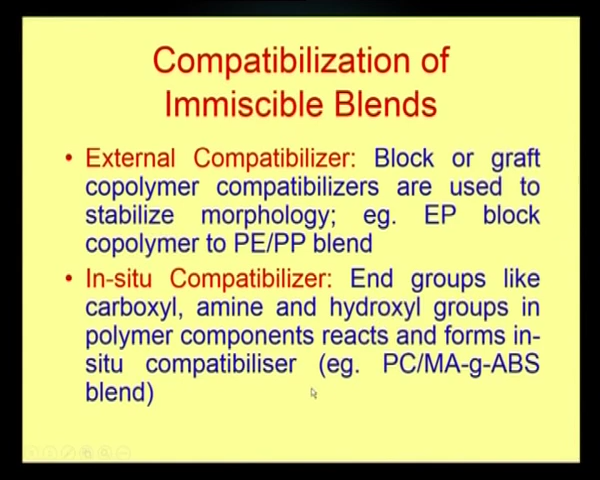 Compatibilization of
Immiscible Blends
• External Compatibilizer: Block or graft
copolymer compatibilizers are used to
stabilize morphology; eg. EP block
copolymer to PE/PP blend
• In-situ Compatibilizer: End groups like
carboxyl, amine and hydroxyl groups in
polymer components reacts and forms in-
situ compatibiliser (eg. PC/MA-g-ABS
blend)